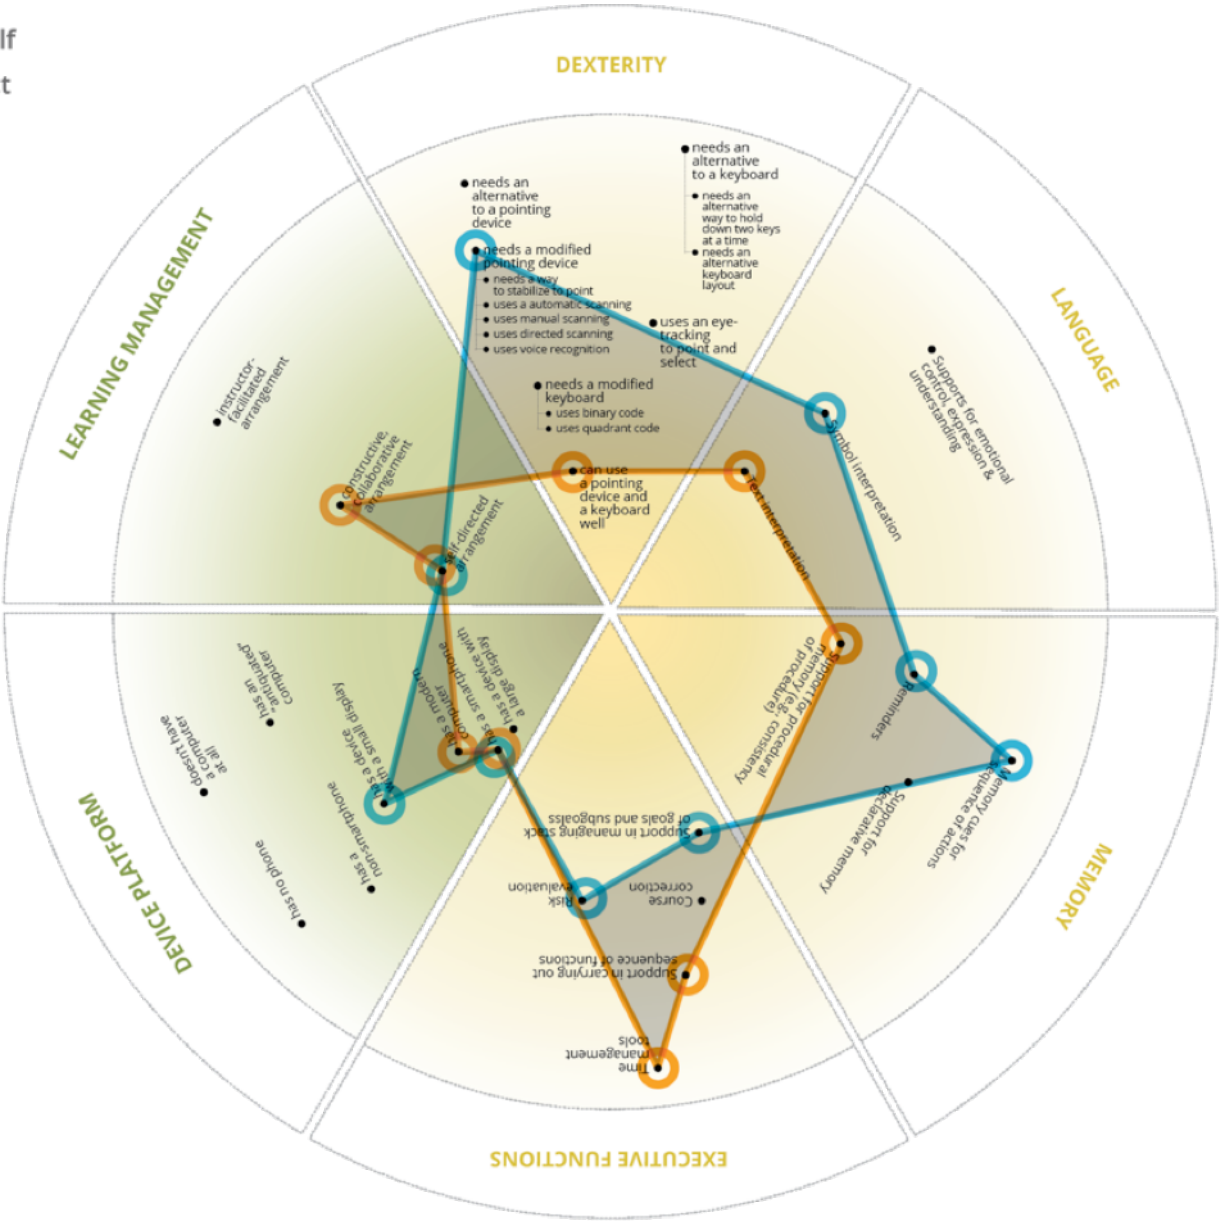 lf
t
DEXTERITY
needs an
alternative
to a pointing
device
needs a modified
pointing device
needs a way
to stabilize to point
uses a automatic scanning
uses manual scanning
uses directed scanning
uses voice recognition
needs an
alternative
to a keyboard
needs an
alternative
way to hold
down two keys
at a time
needs an
alternative
keyboard
layout
uses an eye-
tracking
to point and
select
needs a modified
keyboard
uses binary code
uses quadrant code
can use
a pointing
device and
a keyboard
well
LANGUAGE
Supports for emotional
control, expression &
understanding
Symbol interpretation
Text interpretation
MEMORY
Support for procedural
memory (e.g., consistency
of procedure)
Reminders
Memory cues for
sequence of actions
Support for
declarative memory
EXECUTIVE FUNCTIONS
Support in managing stack
of goals and subgoalss
Risk
evaluation
Course
correction
Support in carrying out
sequence of functions
Time
management
tools
DEVICE PLATFORM
has a device with
a large display
has a smartphone
has a modern
computer
has a device
with a small display
has an
"antiquated"
computer
doesn't have
a computer
at all
has a
non-smartphone
has no phone
LEARNING MANAGEMENT
instructor-
facilitated
arrangement
constructive,
collaborative
arrangement
self-directed
arrangement